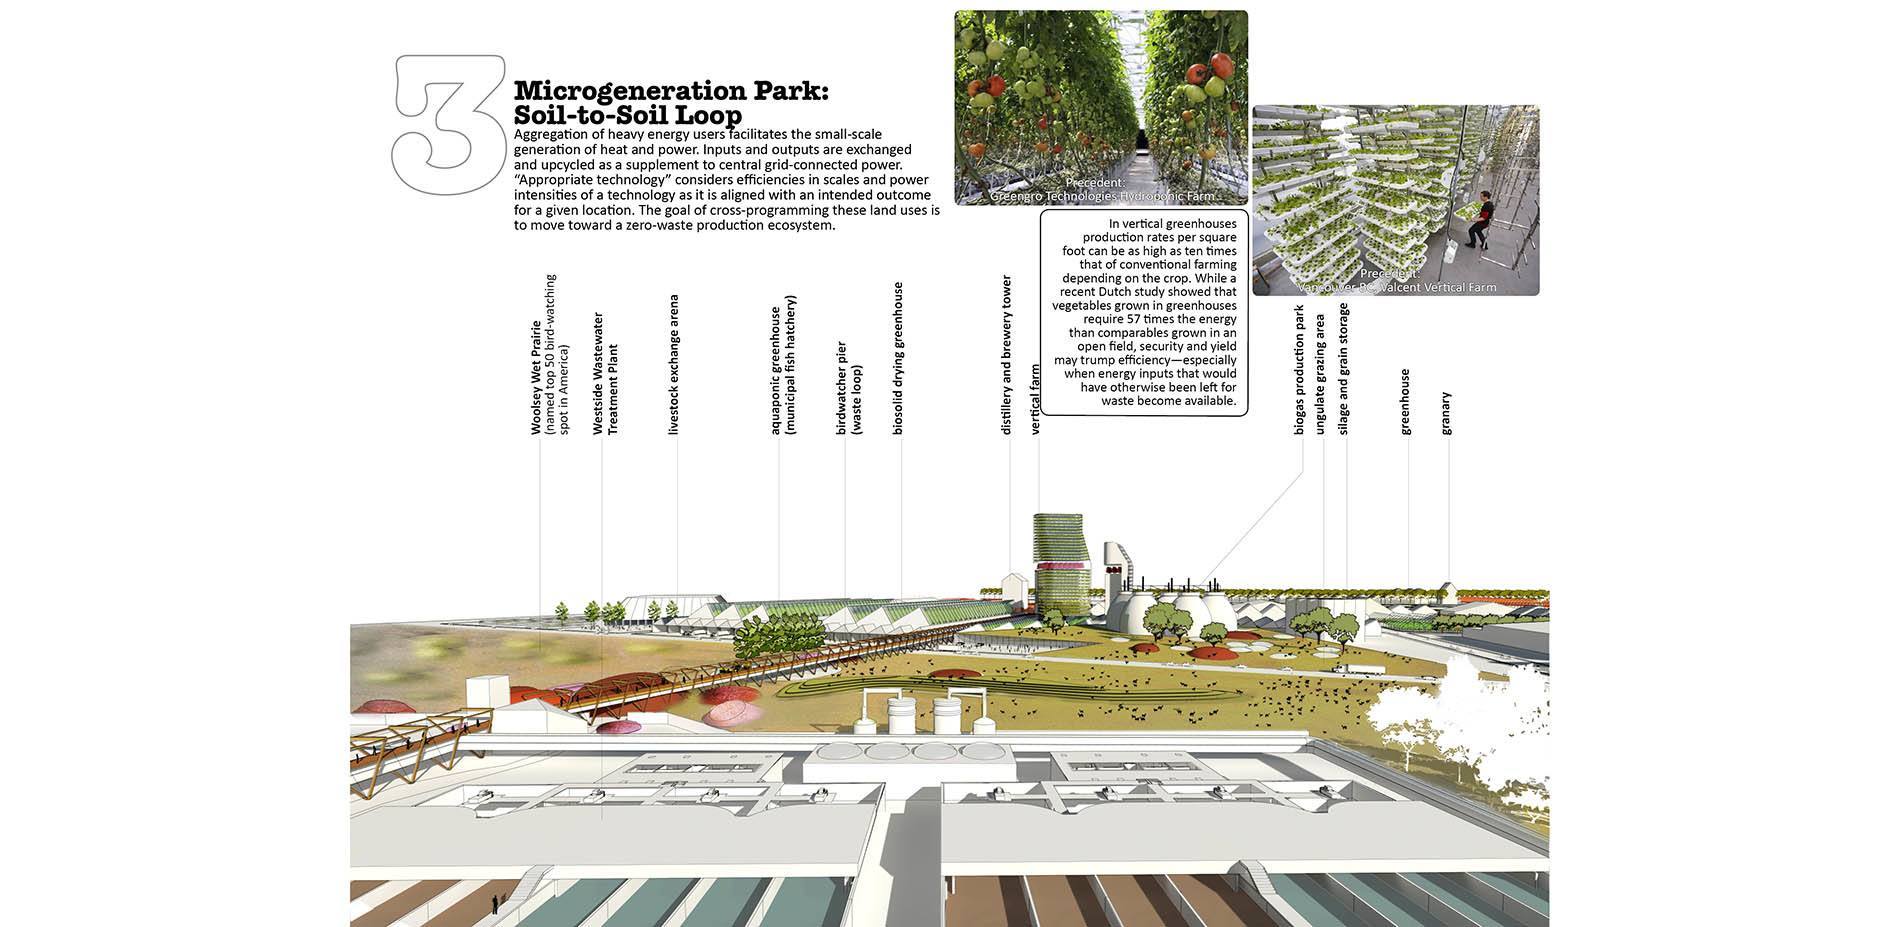 3
Microgeneration Park:
Soil-to-Soil Loop
Aggregation of heavy energy users facilitates the small-scale
generation of heat and power. Inputs and outputs are exchanged
and upcycled as a supplement to central grid-connected power.
“Appropriate technology” considers efficiencies in scales and power
intensities of a technology as it is aligned with an intended outcome
for a given location. The goal of cross-programming these land uses is
to move toward a zero-waste production ecosystem.
Precedent:
Greengro Technologies Hydroponic Farm
Precedent:
Vancouver BC, Valcent Vertical Farm
In vertical greenhouses
production rates per square
foot can be as high as ten times
that of conventional farming
depending on the crop. While a
recent Dutch study showed that
vegetables grown in greenhouses
require 57 times the energy
than comparables grown in an
open field, security and yield
may trump efficiency—especially
when energy inputs that would
have otherwise been left for
waste become available.
Woolsey Wet Prairie
(named top 50 bird-watching
spot in America)
Westside Wastewater
Treatment Plant
livestock exchange arena
aquaponic greenhouse
(municipal fish hatchery)
birdwatcher pier
(waste loop)
biosolid drying greenhouse
distillery and brewery tower
vertical farm
biogas production park
ungulate grazing area
silage and grain storage
greenhouse
granary